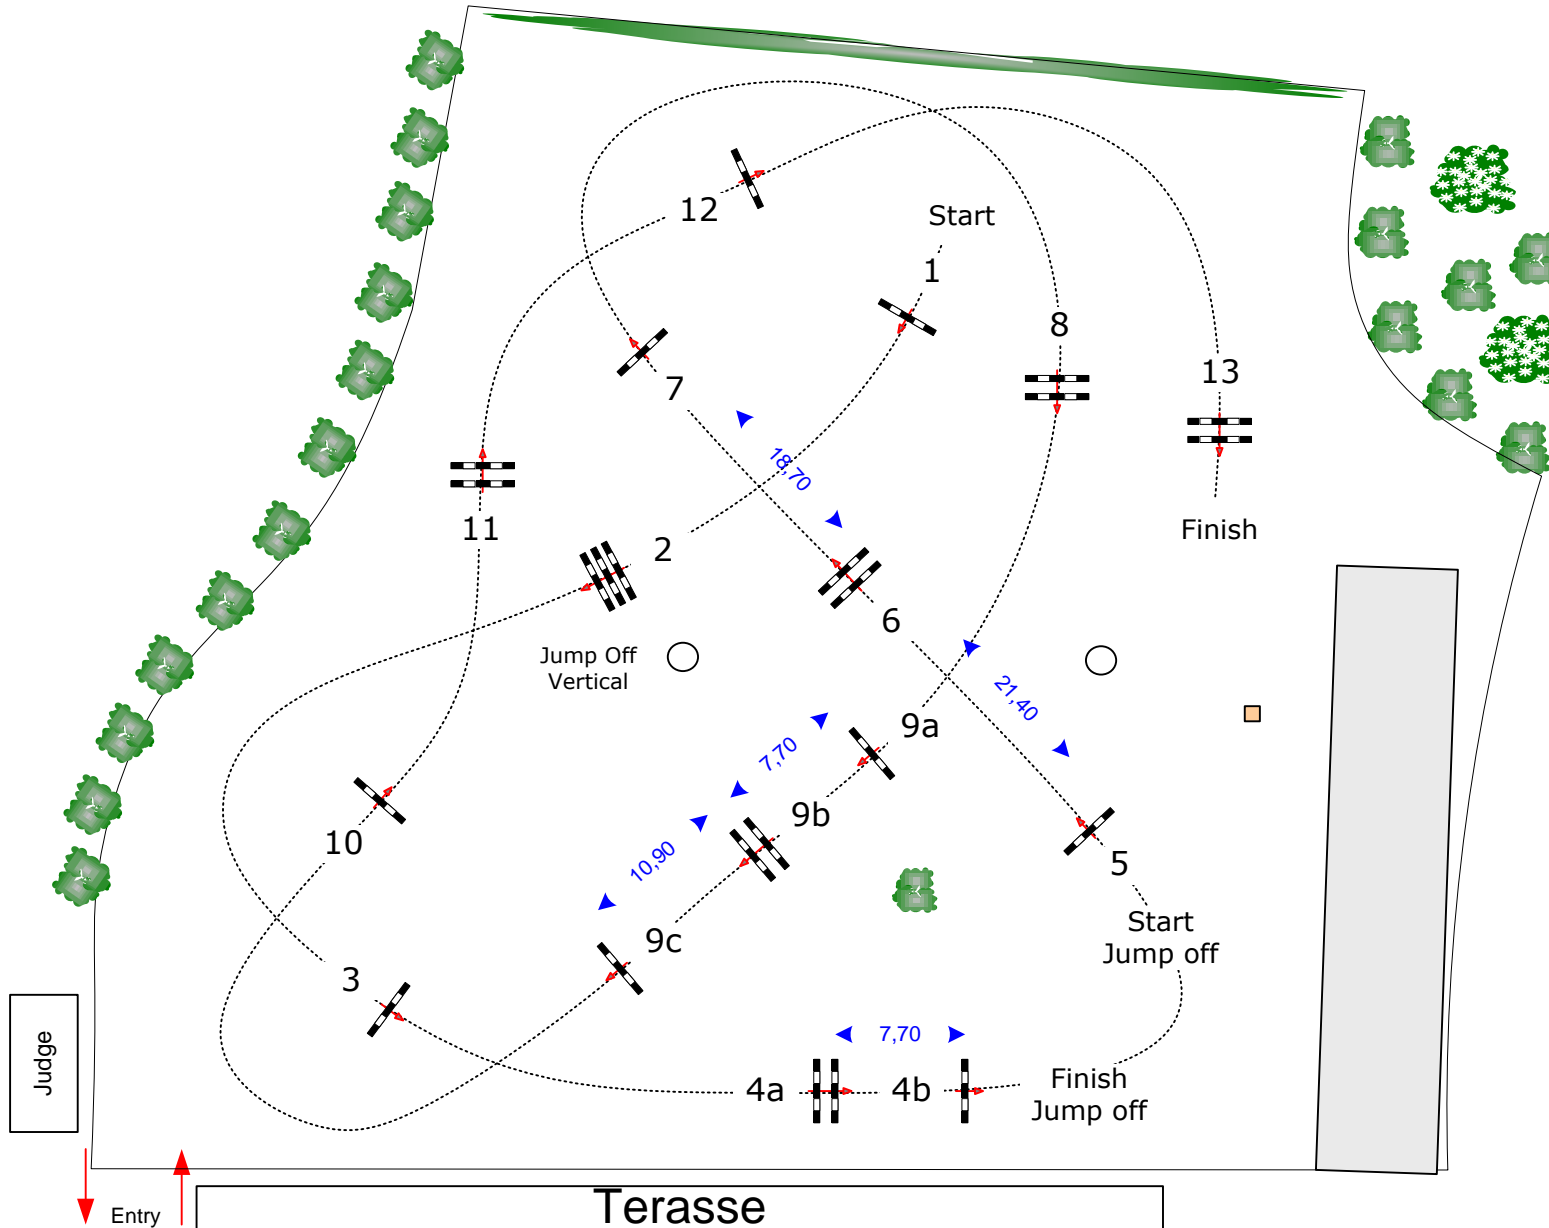 12
Start
1
8
13
7
18,70
11
2
Finish
6
Jump Off
Vertical
21,40
9a
7,70
9b
10
10,90
5
Start
Jump off
9c
3
7,70
4a
4b
Finish
Jump off
Judge
Entry
Terasse